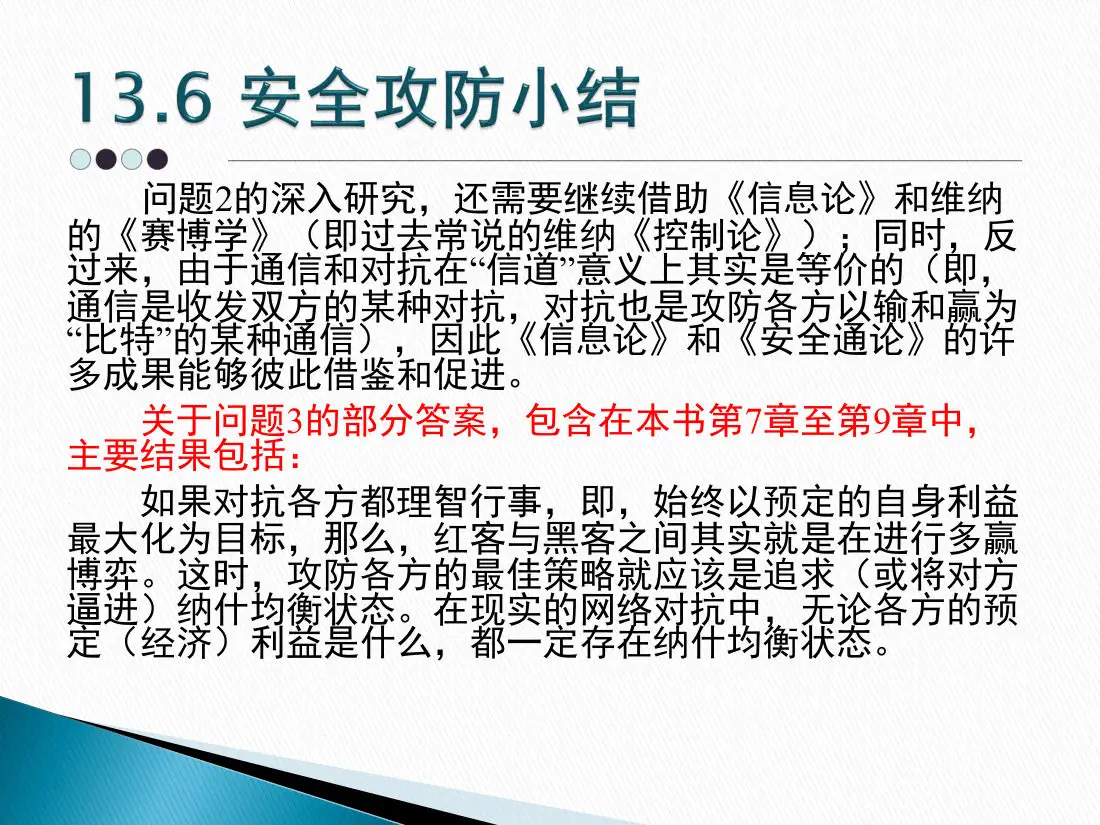 13.6 安全攻防小结
问题2的深入研究，还需要继续借助《信息论》和维纳
的《赛博学》（即过去常说的维纳《控制论》）；同时，反
过来，由于通信和对抗在“信道”意义上其实是等价的（即，
通信是收发双方的某种对抗，对抗也是攻防各方以输和赢为
“比特”的某种通信），因此《信息论》和《安全通论》的许
多成果能够彼此借鉴和促进。
关于问题3的部分答案，包含在本书第7章至第9章中，
主要结果包括：
如果对抗各方都理智行事，即，始终以预定的自身利益
最大化为目标，那么，红客与黑客之间其实就是在进行多赢
博弈。这时，攻防各方的最佳策略就应该是追求（或将对方
逼进）纳什均衡状态。在现实的网络对抗中，无论各方的预
定（经济）利益是什么，都一定存在纳什均衡状态。